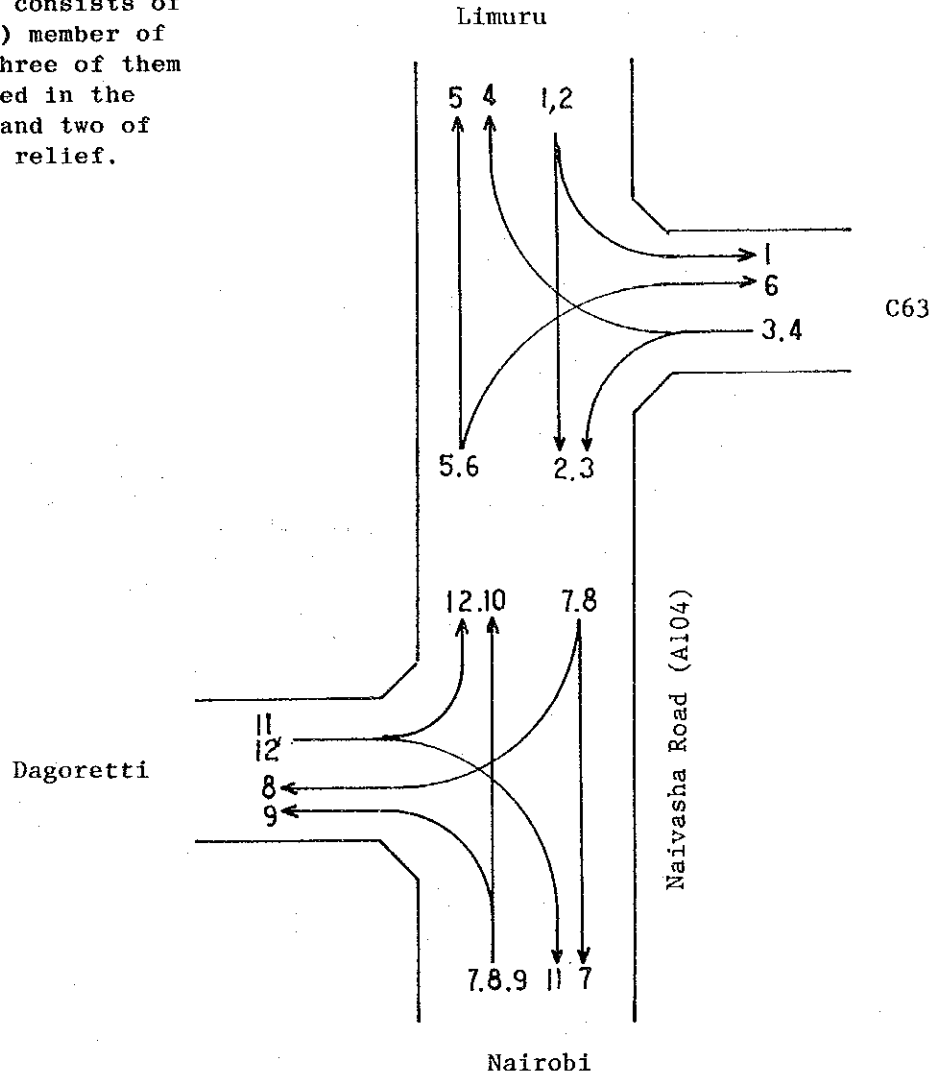 consists of
) member of
hree of them
ed in the
and two of
relief.
Limuru
5 4 1,2
1
6
C63
3,4
5.6 2.3
12.10 7.8
Naivasha Road (A104)
11
12
Dagoretti
8
9
7.8.9 11 7
Nairobi